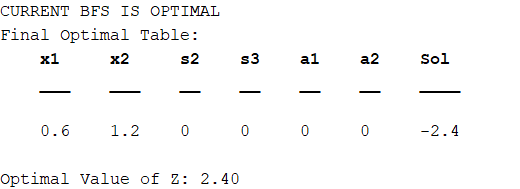 CURRENT BFS IS OPTIMAL
Final Optimal Table:
x1 x2 s2 s3 a1 a2 Sol
0.6 1.2 0 0 0 0 -2.4
Optimal Value of Z: 2.40